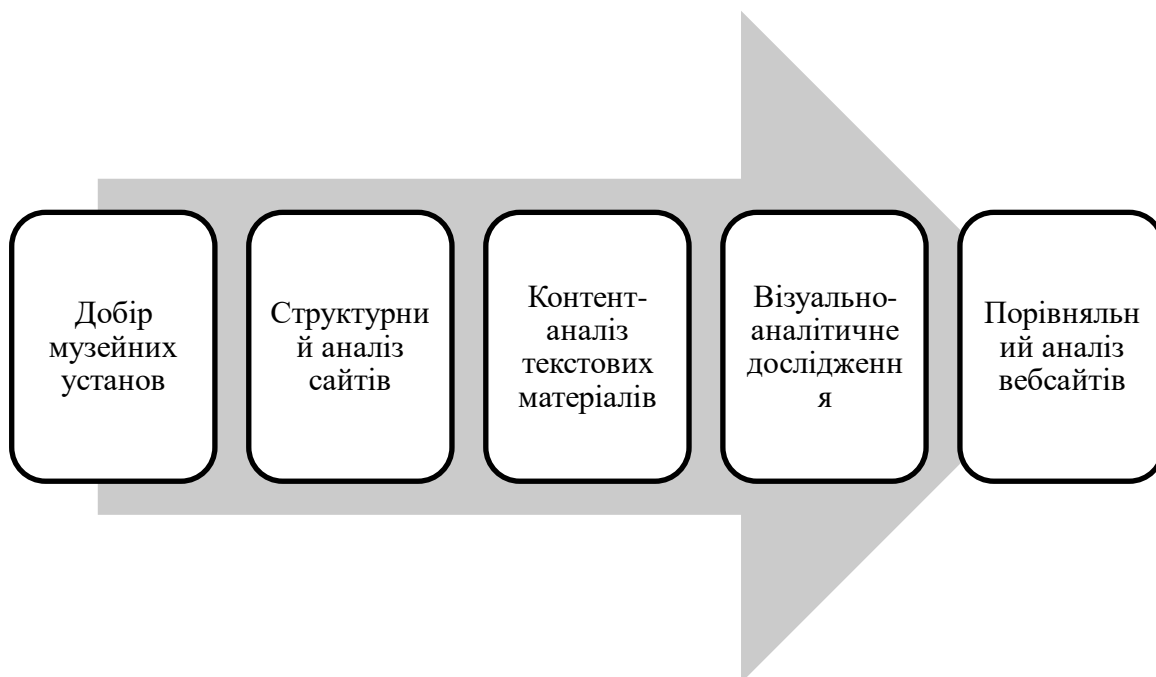 Добір
музейних
установ
Структурни
й аналіз
сайтів
Контент-
аналіз
текстових
матеріалів
Візуально-
аналітичне
дослідженн
я
Порівняльн
ий аналіз
вебсайтів